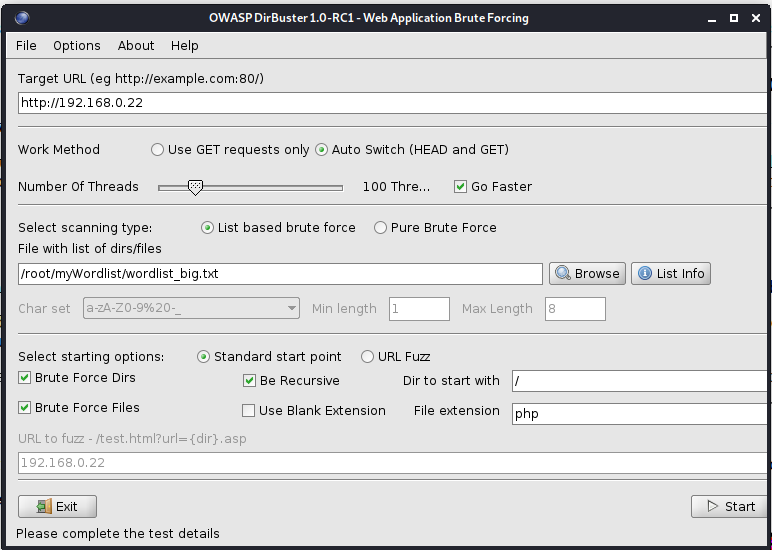 OWASP DirBuster 1.0-RC1 - Web Application Brute Forcing
File Options About Help
Target URL (eg http://example.com:80/)
http://192.168.0.22
Work Method Use GET requests only Auto Switch (HEAD and GET)
Number Of Threads 100 Thre... Go Faster
Select scanning type: List based brute force Pure Brute Force
File with list of dirs/files
/root/myWordlist/wordlist_big.txt Browse List Info
Char set a-zA-Z0-9%20-_ Min length 1 Max Length 8
Select starting options: Standard start point URL Fuzz
Brute Force Dirs Be Recursive Dir to start with /
Brute Force Files Use Blank Extension File extension php
URL to fuzz - /test.html?url={dir}.asp
192.168.0.22
Exit Start
Please complete the test details